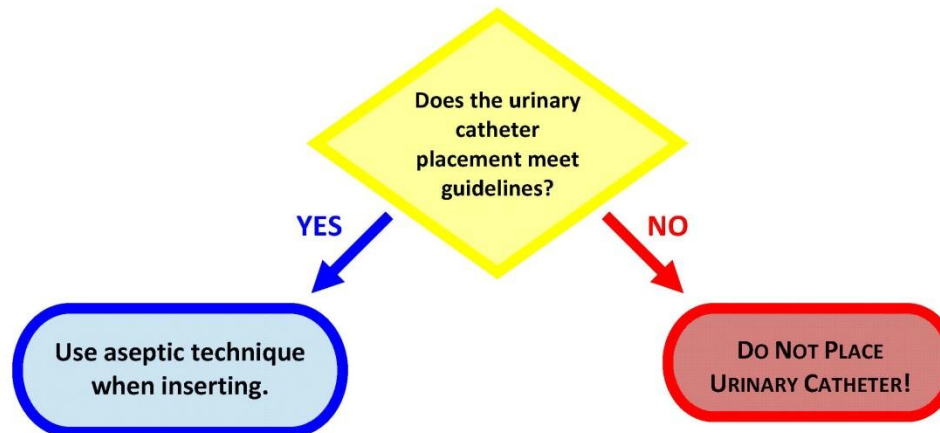 Does the urinary
catheter
placement meet
guidelines?
YES
NO
Use aseptic technique
when inserting.
DO NOT PLACE
URINARY CATHETER!